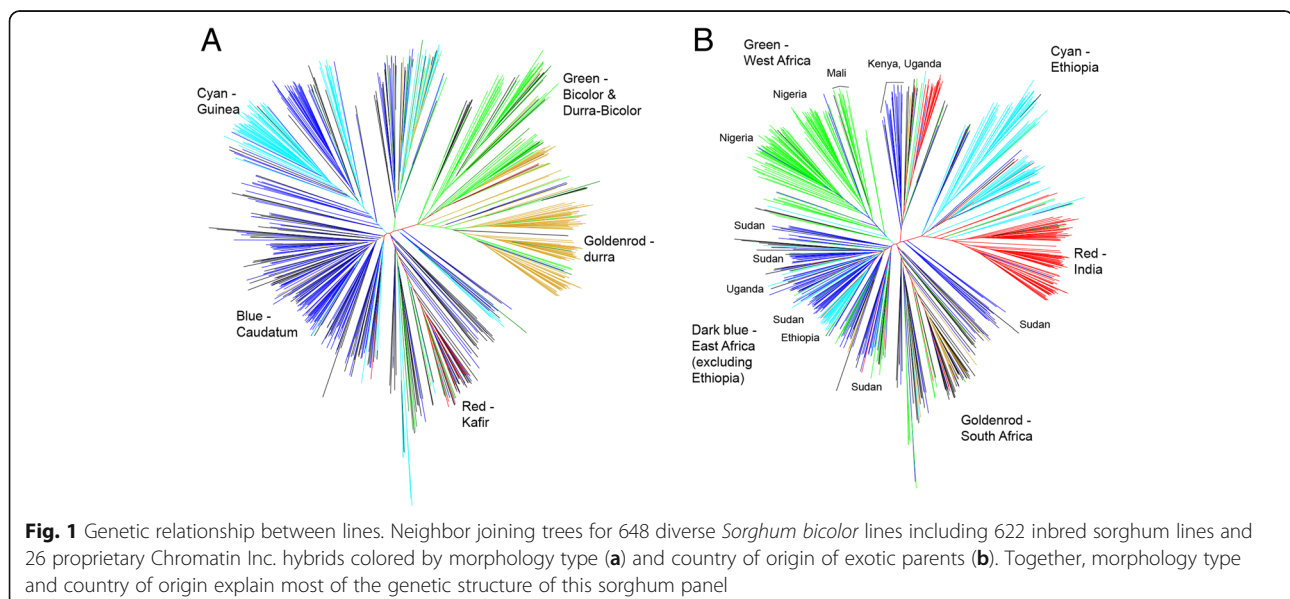 A
Cyan -
Guinea
Green -
Bicolor &
Durra-Bicolor
Goldenrod -
durra
Blue -
Caudatum
Red -
Kafir
B
Green -
West Africa
Mali
Kenya, Uganda
Cyan -
Ethiopia
Nigeria
Nigeria
Sudan
Sudan
Uganda
Red -
India
Sudan
Sudan
Dark blue -
East Africa
(excluding
Ethiopia)
Ethiopia
Sudan
Goldenrod -
South Africa
Fig. 1 Genetic relationship between lines. Neighbor joining trees for 648 diverse Sorghum bicolor lines including 622 inbred sorghum lines and
26 proprietary Chromatin Inc. hybrids colored by morphology type (a) and country of origin of exotic parents (b). Together, morphology type
and country of origin explain most of the genetic structure of this sorghum panel